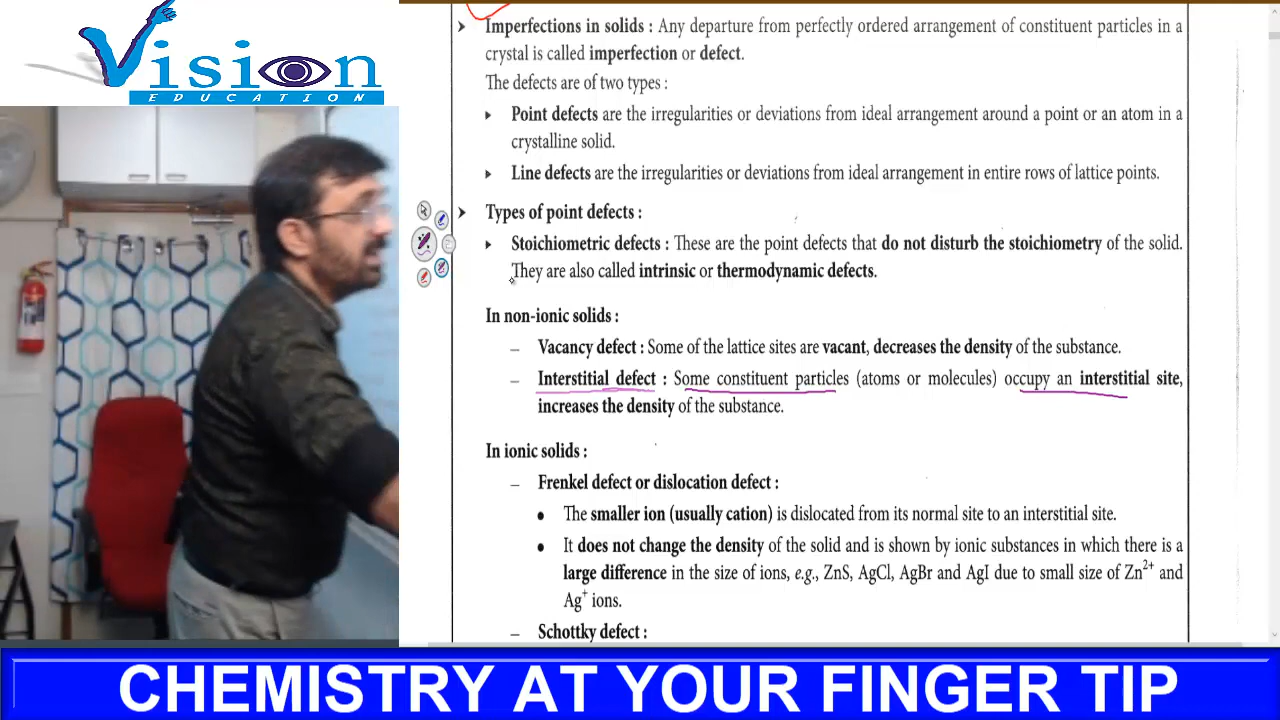 Vision
EDUCATION
➤ Imperfections in solids : Any departure from perfectly ordered arrangement of constituent particles in a
crystal is called imperfection or defect.
The defects are of two types :
▸ Point defects are the irregularities or deviations from ideal arrangement around a point or an atom in a
crystalline solid.
▸ Line defects are the irregularities or deviations from ideal arrangement in entire rows of lattice points.
➤ Types of point defects :
▸ Stoichiometric defects : These are the point defects that do not disturb the stoichiometry of the solid.
They are also called intrinsic or thermodynamic defects.
In non-ionic solids :
– Vacancy defect : Some of the lattice sites are vacant, decreases the density of the substance.
– Interstitial defect : Some constituent particles (atoms or molecules) occupy an interstitial site,
increases the density of the substance.
In ionic solids :
– Frenkel defect or dislocation defect :
● The smaller ion (usually cation) is dislocated from its normal site to an interstitial site.
● It does not change the density of the solid and is shown by ionic substances in which there is a
large difference in the size of ions, e.g., ZnS, AgCl, AgBr and AgI due to small size of Zn²⁺ and
Ag⁺ ions.
– Schottky defect :
CHEMISTRY AT YOUR FINGER TIP